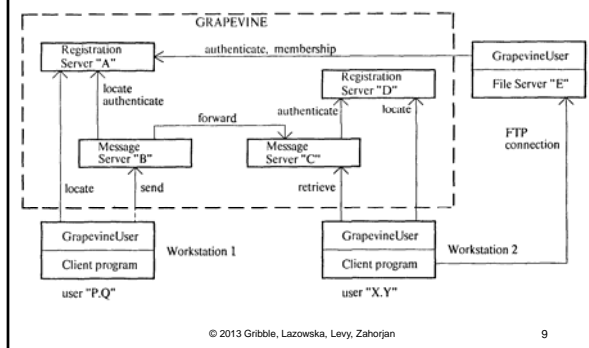 GRAPEVINE
Registration
Server "A"
authenticate, membership
GrapevineUser
File Server "E"
Registration
Server "D"
locate
authenticate
forward
authenticate
locate
FTP
connection
Message
Server "B"
Message
Server "C"
locate
send
retrieve
GrapevineUser
Client program
Workstation 1
user "P.Q"
GrapevineUser
Client program
Workstation 2
user "X.Y"
© 2013 Gribble, Lazowska, Levy, Zahorjan
9